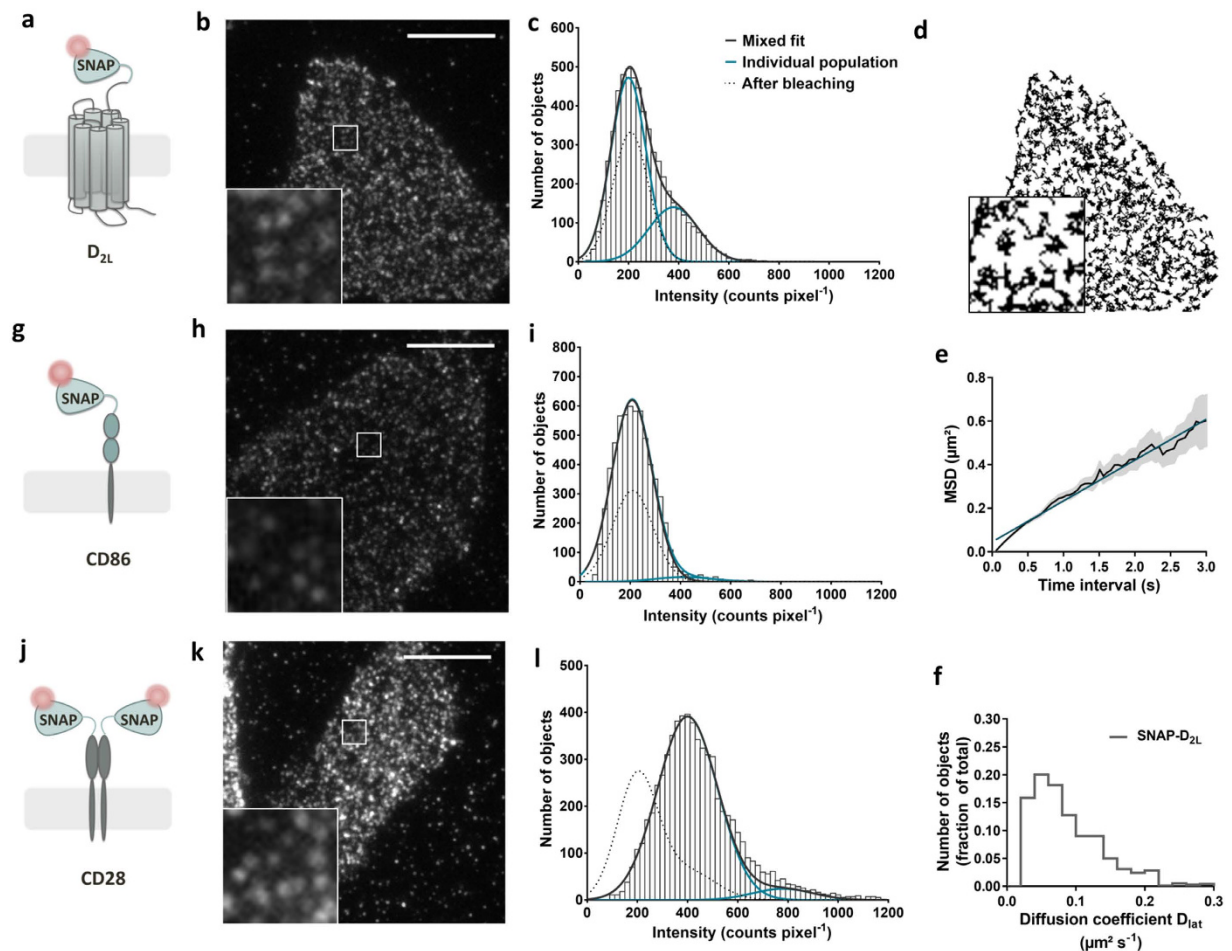 a
SNAP
D2L
b
c
Number of objects
600
500
400
300
200
100
0
0 200 400 600 800 1000 1200
Intensity (counts pixel-1)
Mixed fit
Individual population
After bleaching
d
g
SNAP
CD86
h
i
Number of objects
800
700
600
500
400
300
200
100
0
0 200 400 600 800 1000 1200
Intensity (counts pixel-1)
e
MSD (µm²)
0.8
0.6
0.4
0.2
0
0 0.5 1.0 1.5 2.0 2.5 3.0
Time interval (s)
j
SNAP SNAP
CD28
k
l
Number of objects
500
400
300
200
100
0
0 200 400 600 800 1000 1200
Intensity (counts pixel-1)
f
Number of objects
(fraction of total)
0.30
0.25
0.20
0.15
0.10
0.05
0.00
0.0 0.1 0.2 0.3
SNAP-D2L
Diffusion coefficient Dlat
(µm² s-1)